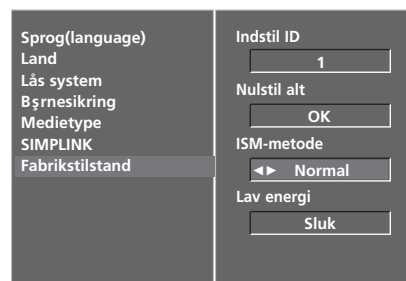 Sprog(language)
Land
Lås system
Bşrnesikring
Medietype
SIMPLINK
Fabrikstilstand
Indstil ID
1
Nulstil alt
OK
ISM-metode
◄► Normal
Lav energi
Sluk